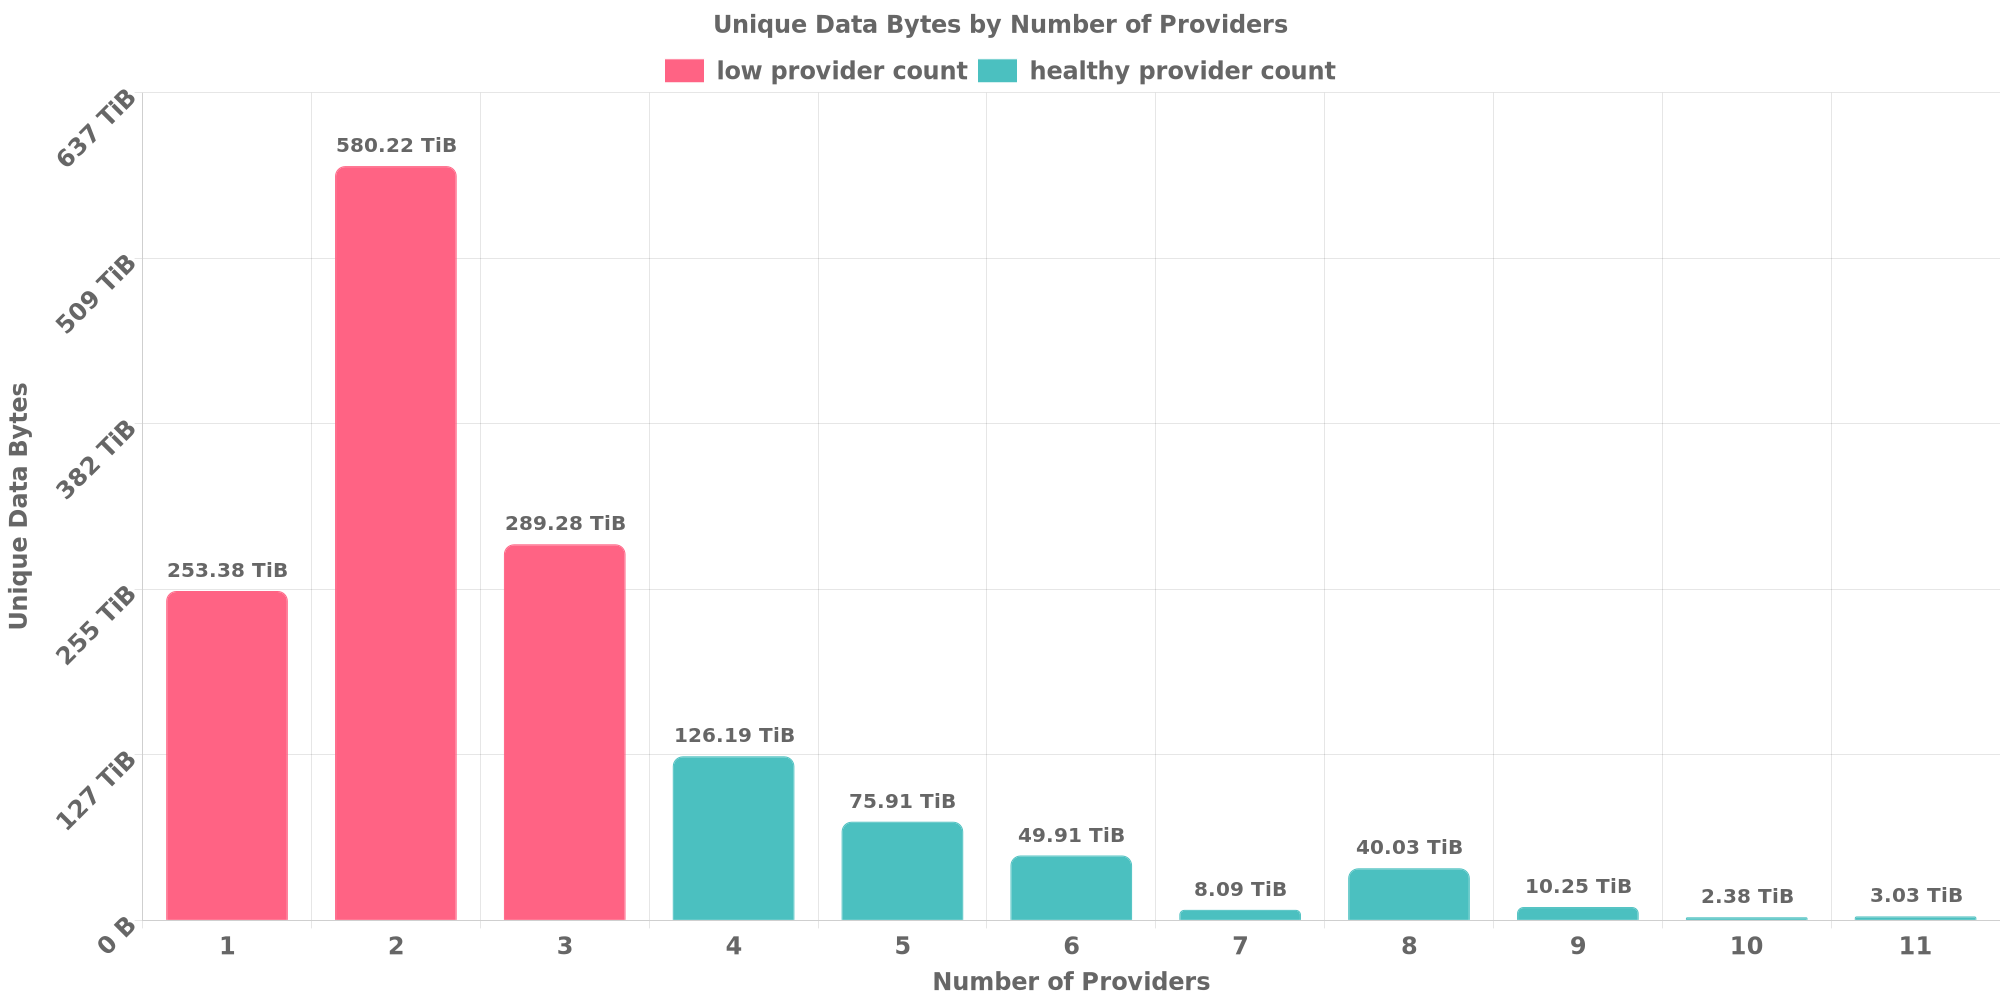 Unique Data Bytes by Number of Providers
low provider count healthy provider count
Unique Data Bytes
637 TiB
509 TiB
382 TiB
255 TiB
127 TiB
0 B
253.38 TiB
580.22 TiB
289.28 TiB
126.19 TiB
75.91 TiB
49.91 TiB
8.09 TiB
40.03 TiB
10.25 TiB
2.38 TiB
3.03 TiB
1 2 3 4 5 6 7 8 9 10 11
Number of Providers